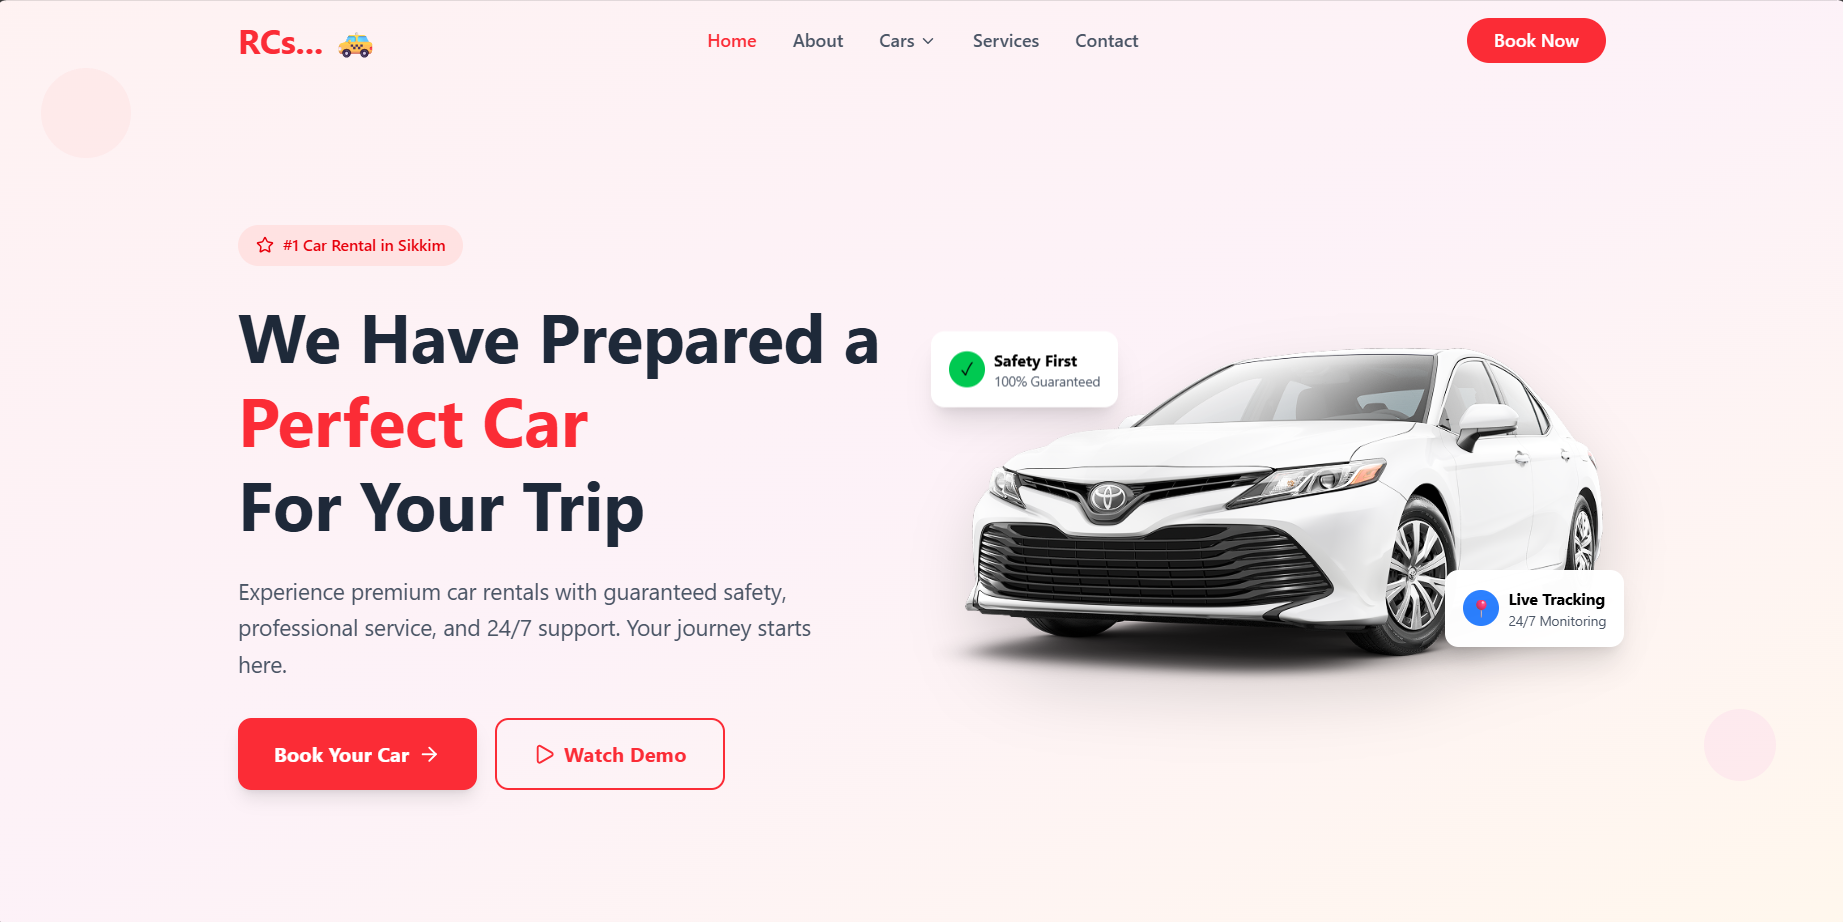 RCs...
Home
About
Cars
Services
Contact
Book Now
#1 Car Rental in Sikkim
We Have Prepared a
Perfect Car
For Your Trip
Experience premium car rentals with guaranteed safety,
professional service, and 24/7 support. Your journey starts
here.
Book Your Car
Watch Demo
Safety First
100% Guaranteed
Live Tracking
24/7 Monitoring